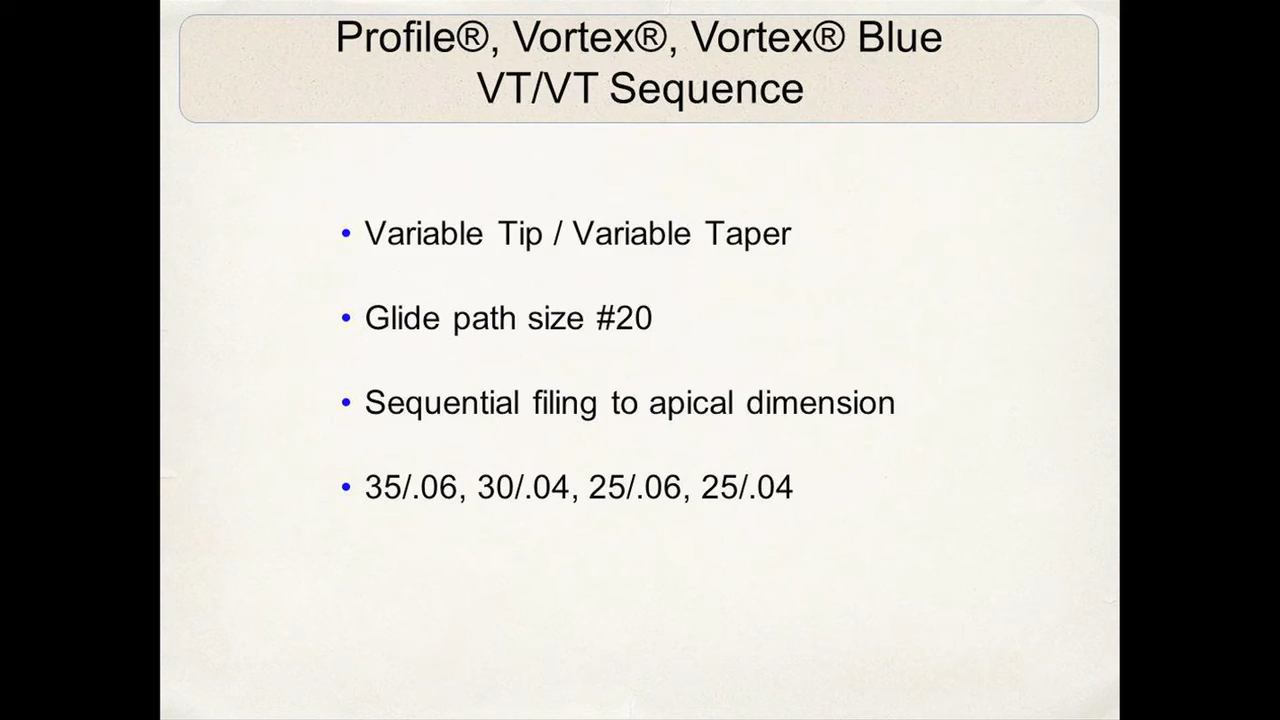 Profile®, Vortex®, Vortex® Blue
VT/VT Sequence
• Variable Tip / Variable Taper
• Glide path size #20
• Sequential filing to apical dimension
• 35/.06, 30/.04, 25/.06, 25/.04